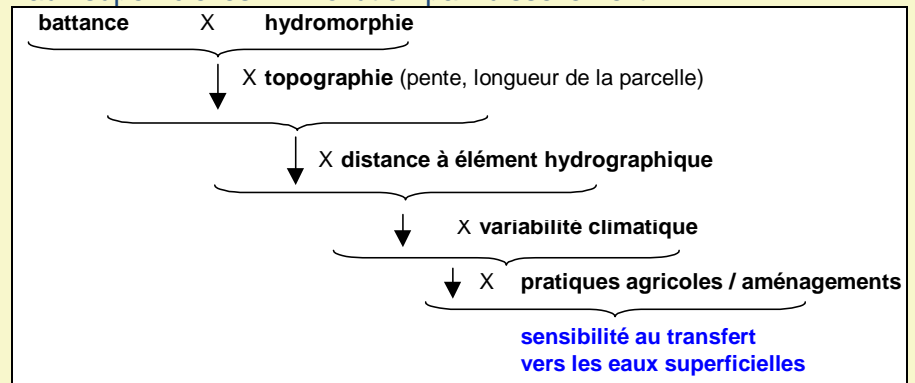 battance X hydromorphie
X topographie (pente, longueur de la parcelle)
X distance à élément hydrographique
X variabilité climatique
X pratiques agricoles / aménagements
sensibilité au transfert
vers les eaux superficielles